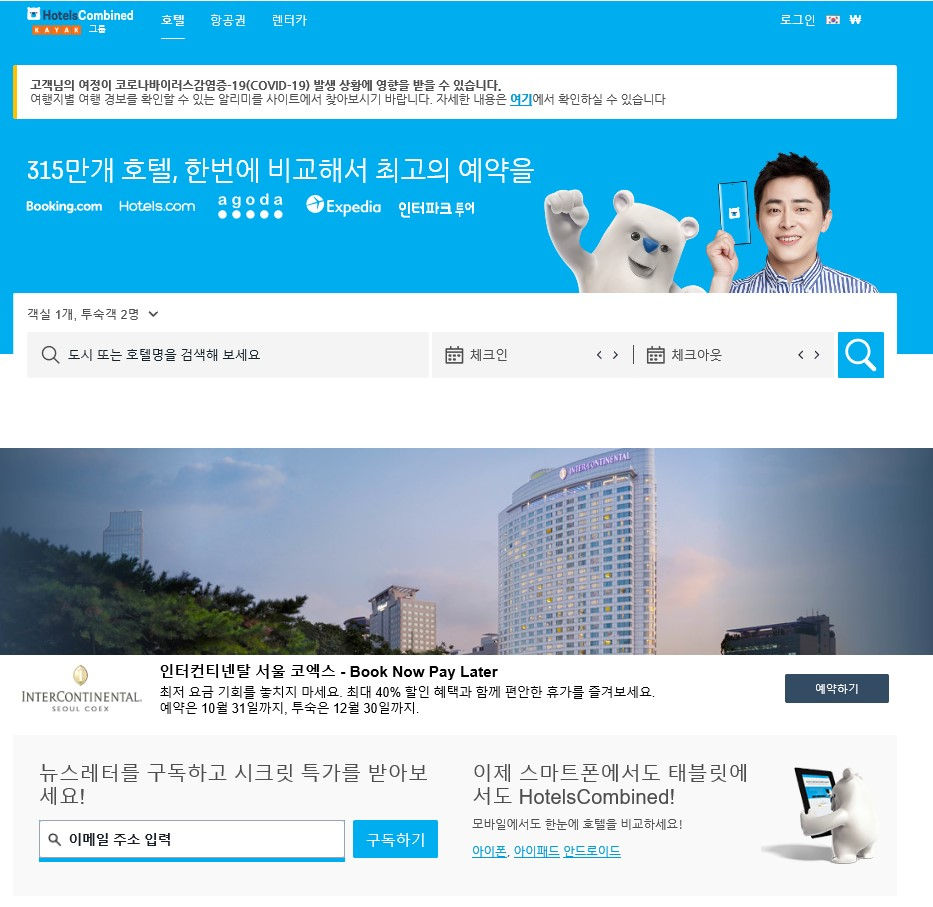 HotelsCombined
KAYAK 그룹
호텔 항공권 렌터카
로그인 ₩
고객님의 여정이 코로나바이러스감염증-19(COVID-19) 발생 상황에 영향을 받을 수 있습니다.
여행지별 여행 경보를 확인할 수 있는 알리미를 사이트에서 찾아보시기 바랍니다. 자세한 내용은 여기에서 확인하실 수 있습니다
315만개 호텔, 한번에 비교해서 최고의 예약을
Booking.com Hotels.com agoda Expedia 인터파크 투어
객실 1개, 투숙객 2명
도시 또는 호텔명을 검색해 보세요 체크인 체크아웃
INTERCONTINENTAL
INTERCONTINENTAL.
SEOUL COEX
인터컨티넨탈 서울 코엑스 - Book Now Pay Later
최저 요금 기회를 놓치지 마세요. 최대 40% 할인 혜택과 함께 편안한 휴가를 즐겨보세요.
예약은 10월 31일까지, 투숙은 12월 30일까지.
예약하기
뉴스레터를 구독하고 시크릿 특가를 받아보
세요!
이메일 주소 입력 구독하기
이제 스마트폰에서도 태블릿에
서도 HotelsCombined!
모바일에서도 한눈에 호텔을 비교하세요!
아이폰, 아이패드 안드로이드